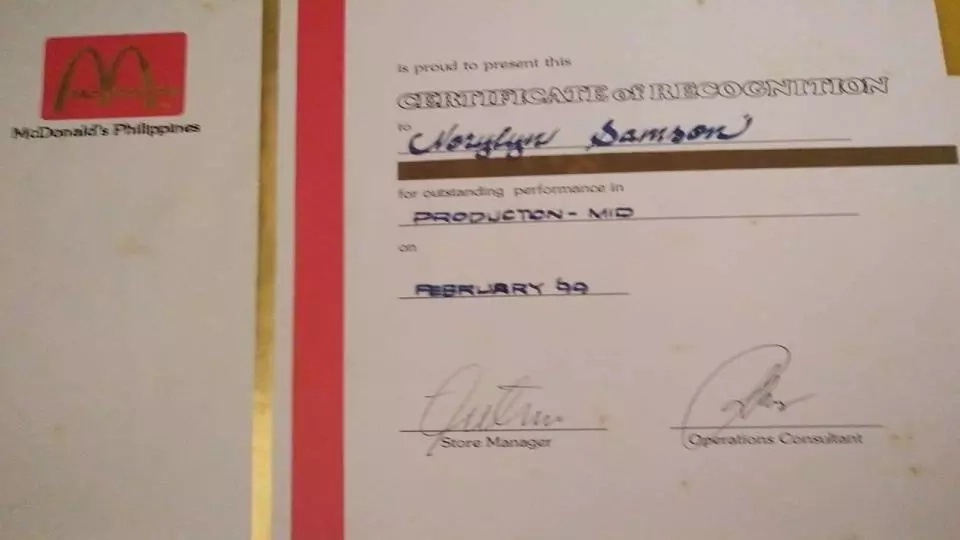 McDonald's Philippines
is proud to present this
CERTIFICATE of RECOGNITION
to
Samson
for outstanding performance in
PRODUCTION - MID
on
FEBRUARY '99
Store Manager
Operations Consultant